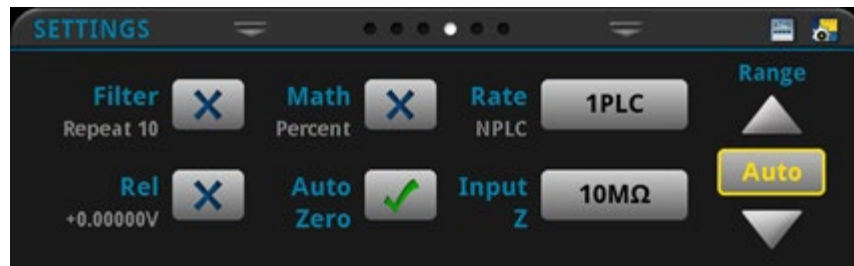 SETTINGS
Range
Filter
Repeat 10
Math
Percent
Rate
NPLC
1PLC
Auto
Rel
+0.00000V
Auto
Zero
Input
Z
10MΩ